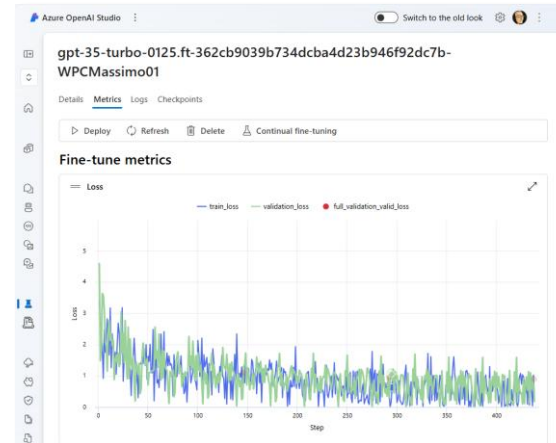 Azure OpenAI Studio
Switch to the old look
gpt-35-turbo-0125.ft-362cb9039b734dcba4d23b946f92dc7b-
WPCMassimo01
Details Metrics Logs Checkpoints
Deploy Refresh Delete Continual fine-tuning
Fine-tune metrics
Loss
train_loss validation_loss full_validation_valid_loss
5
4
3
2
1
0
Loss
0 50 100 150 200 250 300 350 400
Step